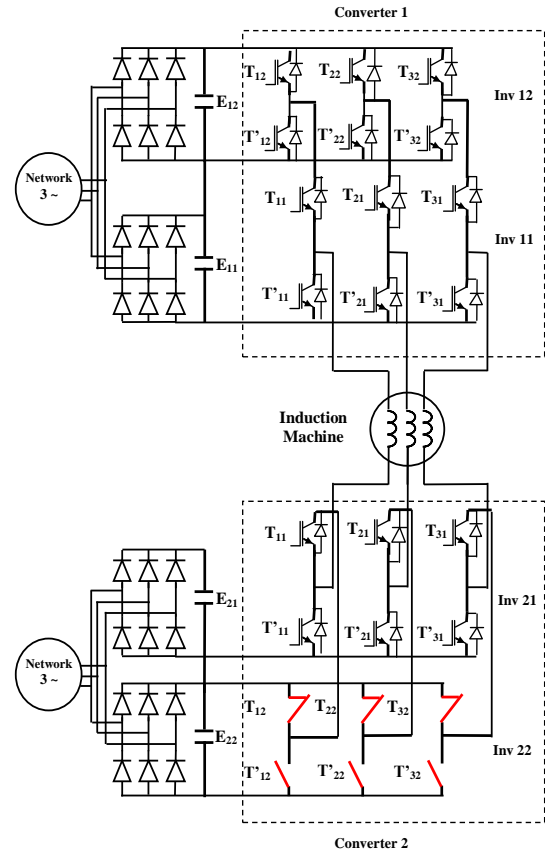 Converter 1
T₁₂ T₂₂ T₃₂
E₁₂
Inv 12
T'₁₂ T'₂₂ T'₃₂
Network
3 ~
T₁₁ T₂₁ T₃₁
Inv 11
E₁₁
T'₁₁ T'₂₁ T'₃₁
Induction
Machine
T₁₁ T₂₁ T₃₁
E₂₁
Inv 21
T'₁₁ T'₂₁ T'₃₁
Network
3 ~
T₁₂ T₂₂ T₃₂
E₂₂
Inv 22
T'₁₂ T'₂₂ T'₃₂
Converter 2